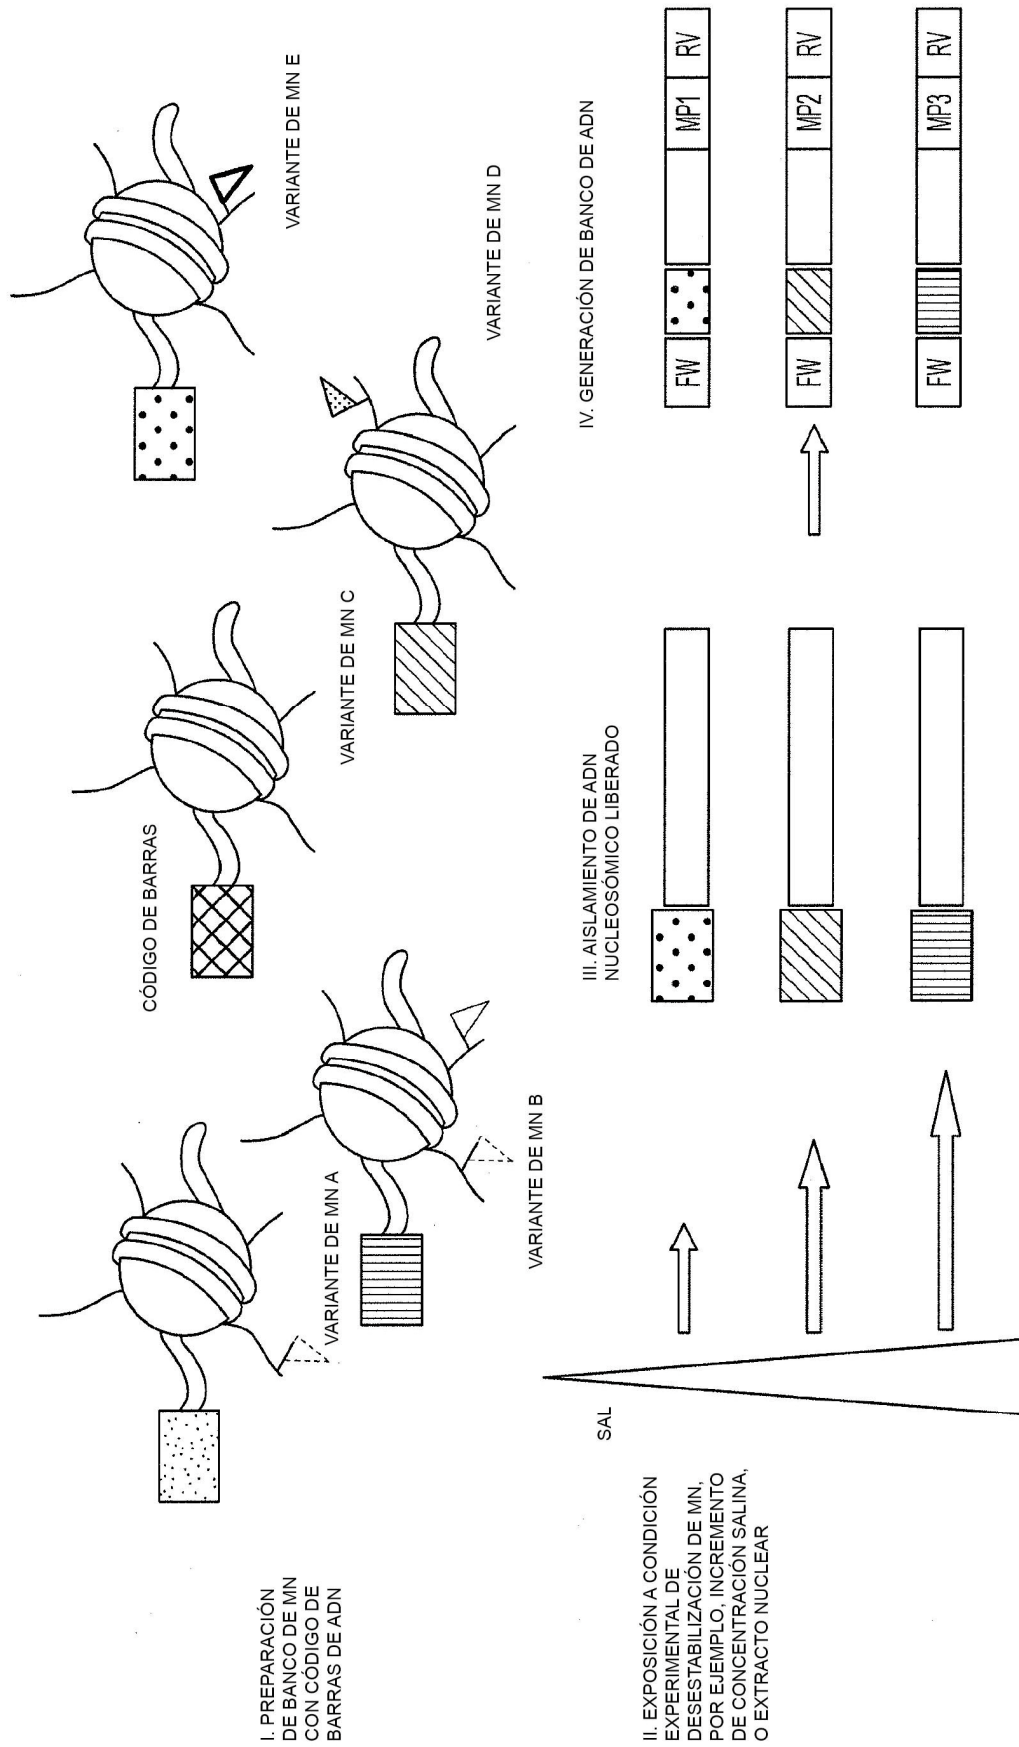 I. PREPARACIÓN
DE BANCO DE MN
CON CÓDIGO DE
BARRAS DE ADN
VARIANTE DE MN A
VARIANTE DE MN B
CÓDIGO DE BARRAS
VARIANTE DE MN C
VARIANTE DE MN D
VARIANTE DE MN E
II. EXPOSICIÓN A CONDICIÓN
EXPERIMENTAL DE
DESESTABILIZACIÓN DE MN,
POR EJEMPLO, INCREMENTO
DE CONCENTRACIÓN SALINA,
O EXTRACTO NUCLEAR
SAL
III. AISLAMIENTO DE ADN
NUCLEOSÓMICO LIBERADO
IV. GENERACIÓN DE BANCO DE ADN
FW MP1 RV
FW MP2 RV
FW MP3 RV